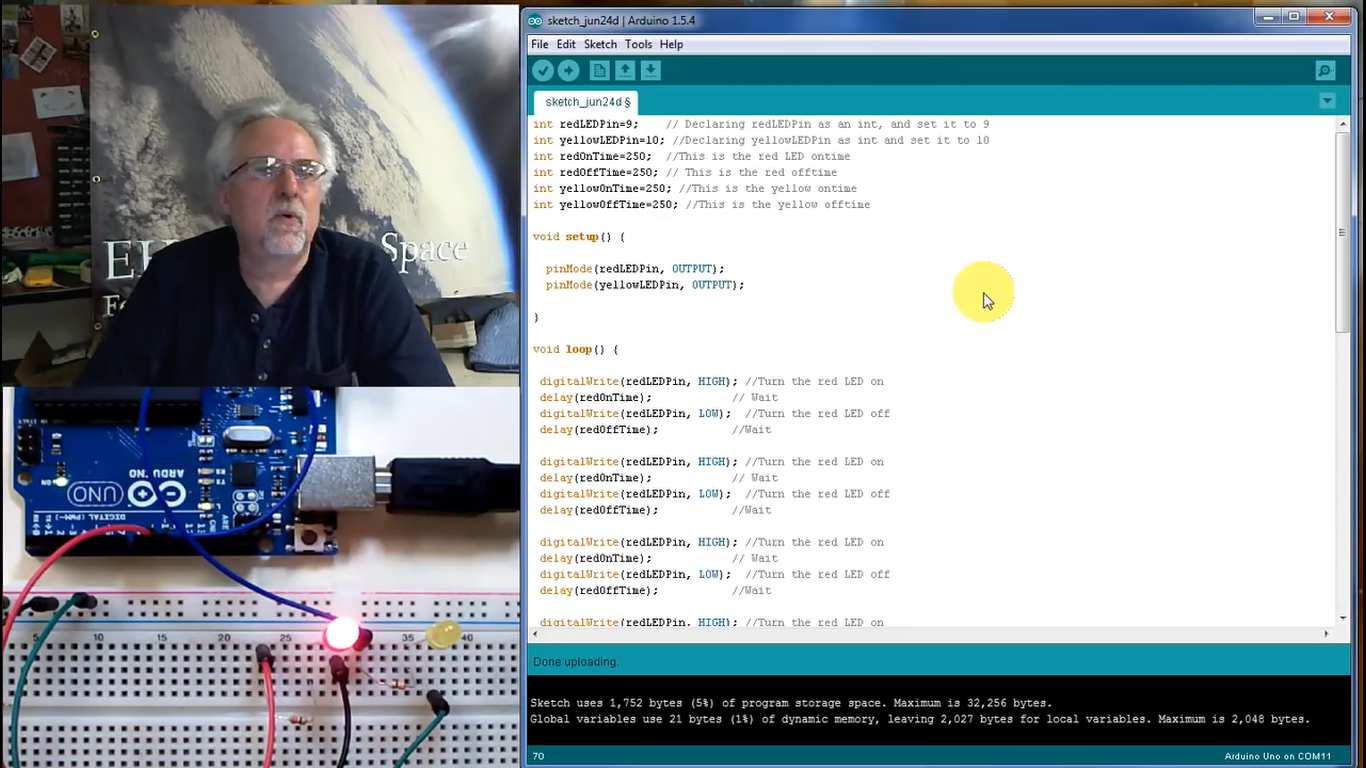 sketch_jun24d | Arduino 1.5.4
File Edit Sketch Tools Help
sketch_jun24d §
int redLEDPin=9; // Declaring redLEDPin as an int, and set it to 9
int yellowLEDPin=10; //Declaring yellowLEDPin as int and set it to 10
int redOnTime=250; //This is the red LED ontime
int redOffTime=250; // This is the red offtime
int yellowOnTime=250; //This is the yellow ontime
int yellowOffTime=250; //This is the yellow offtime
void setup() {
pinMode(redLEDPin, OUTPUT);
pinMode(yellowLEDPin, OUTPUT);
}
void loop() {
digitalWrite(redLEDPin, HIGH); //Turn the red LED on
delay(redOnTime); // Wait
digitalWrite(redLEDPin, LOW); //Turn the red LED off
delay(redOffTime); //Wait
digitalWrite(redLEDPin, HIGH); //Turn the red LED on
delay(redOnTime); // Wait
digitalWrite(redLEDPin, LOW); //Turn the red LED off
delay(redOffTime); //Wait
digitalWrite(redLEDPin, HIGH); //Turn the red LED on
delay(redOnTime); // Wait
digitalWrite(redLEDPin, LOW); //Turn the red LED off
delay(redOffTime); //Wait
digitalWrite(redLEDPin, HIGH); //Turn the red LED on
Done uploading.
Sketch uses 1,752 bytes (5%) of program storage space. Maximum is 32,256 bytes.
Global variables use 21 bytes (1%) of dynamic memory, leaving 2,027 bytes for local variables. Maximum is 2,048 bytes.
70
Arduino Uno on COM11
Space
UNO
ARDUINO
ON
DIGITAL (PWM~)
5 10 20 25 35 40